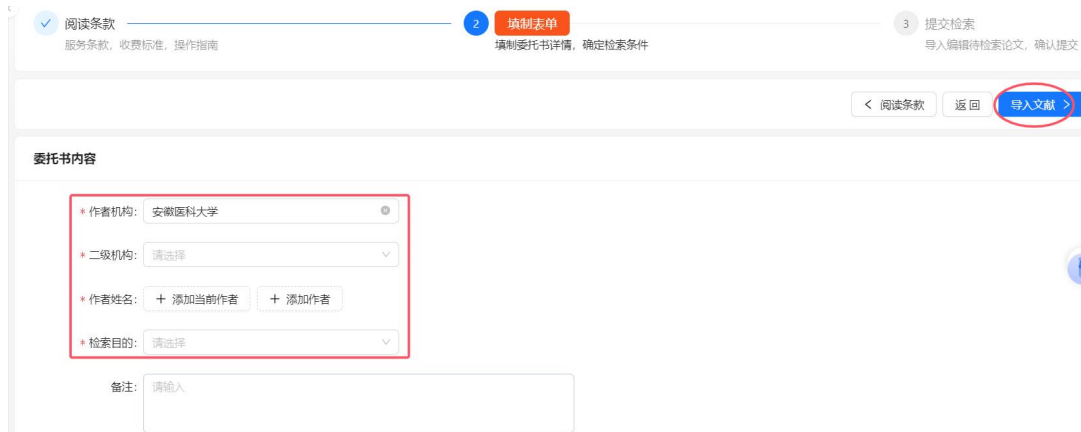 阅读条款 2 填制表单 3 提交检索
服务条款, 收费标准, 操作指南 填制委托书详情, 确定检索条件 导入编辑待检索论文, 确认提交
< 阅读条款 返回 导入文献 >
委托书内容
* 作者机构: 安徽医科大学
* 二级机构: 请选择
* 作者姓名: + 添加当前作者 + 添加作者
* 检索目的: 请选择
备注: 请输入